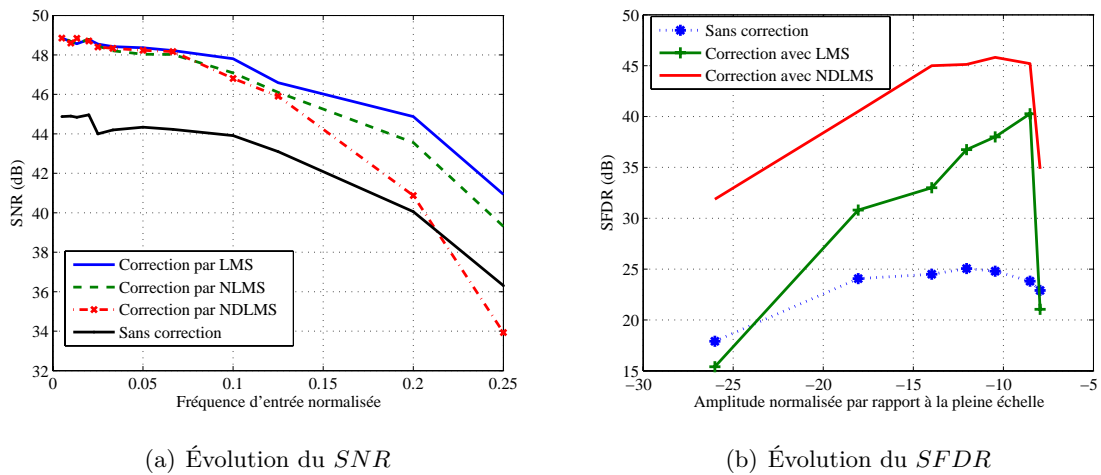 50
48
46
44
42
40
38
36
34
32
SNR (dB)
Correction par LMS
Correction par NLMS
Correction par NDLMS
Sans correction
0 0.05 0.1 0.15 0.2 0.25
Fréquence d'entrée normalisée
(a) Évolution du SNR
50
45
40
35
30
25
20
15
SFDR (dB)
Sans correction
Correction avec LMS
Correction avec NDLMS
−30 −25 −20 −15 −10 −5
Amplitude normalisée par rapport à la pleine échelle
(b) Évolution du SFDR